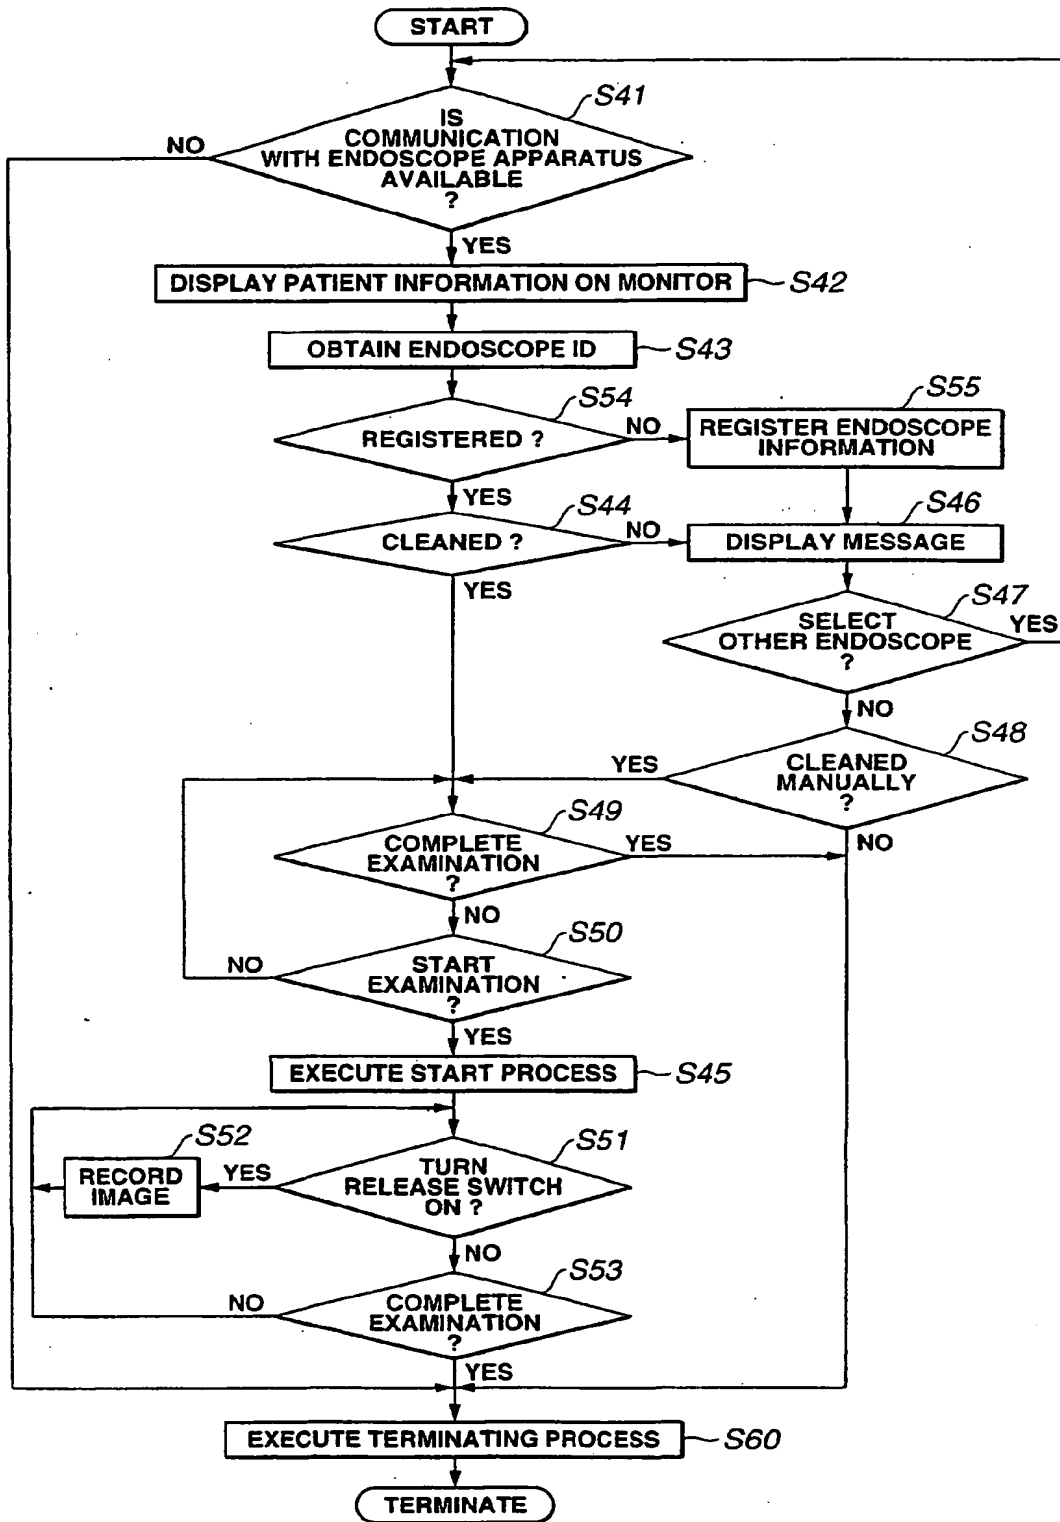 START
S41
IS
COMMUNICATION
WITH ENDOSCOPE APPARATUS
AVAILABLE
?
NO
YES
DISPLAY PATIENT INFORMATION ON MONITOR
S42
OBTAIN ENDOSCOPE ID
S43
S54
REGISTERED ?
NO
S55
REGISTER ENDOSCOPE
INFORMATION
YES
S44
CLEANED ?
NO
S46
DISPLAY MESSAGE
YES
S47
SELECT
OTHER ENDOSCOPE
?
YES
NO
S48
CLEANED
MANUALLY
?
YES
NO
S49
COMPLETE
EXAMINATION
?
YES
NO
S50
START
EXAMINATION
?
NO
YES
EXECUTE START PROCESS
S45
S52
RECORD
IMAGE
YES
S51
TURN
RELEASE SWITCH
ON ?
NO
S53
COMPLETE
EXAMINATION
?
NO
YES
EXECUTE TERMINATING PROCESS
S60
TERMINATE